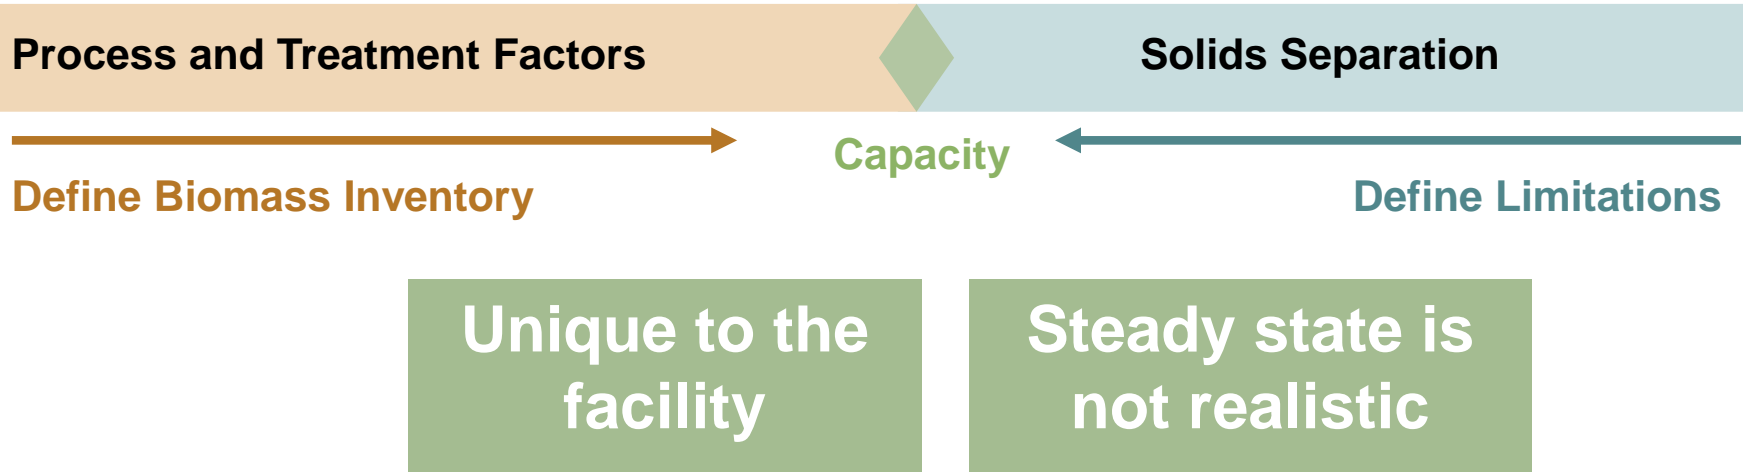 Process and Treatment Factors
Solids Separation
Capacity
Define Biomass Inventory
Define Limitations
Unique to the
facility
Steady state is
not realistic